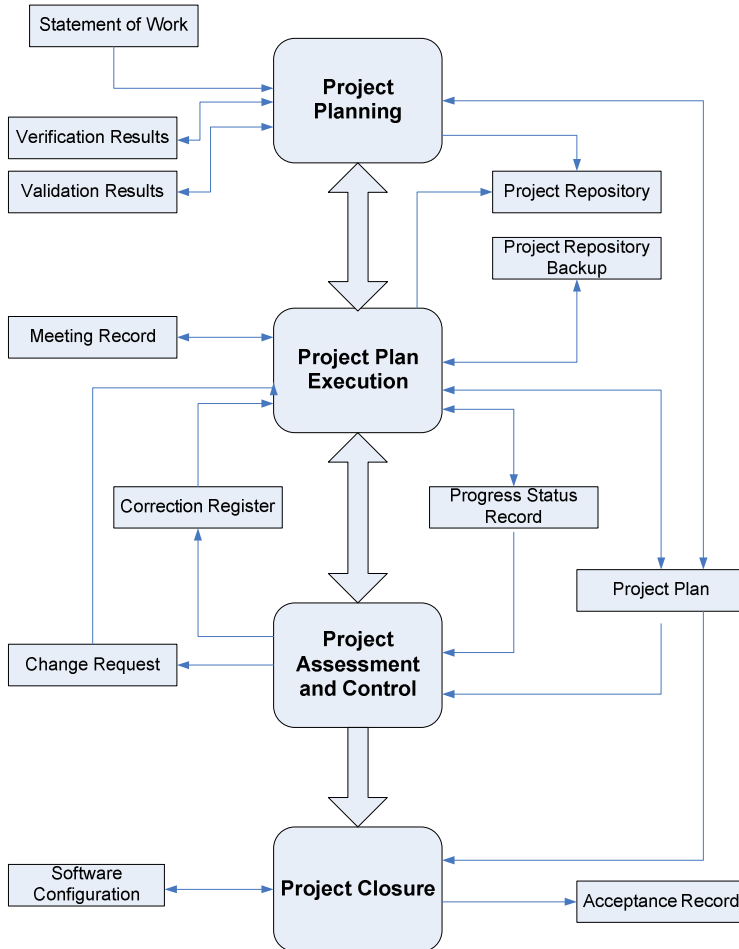 Statement of Work
Project
Planning
Verification Results
Validation Results
Project Repository
Project Repository
Backup
Meeting Record
Project Plan
Execution
Correction Register
Progress Status
Record
Project Plan
Project
Assessment
and Control
Change Request
Software
Configuration
Project Closure
Acceptance Record